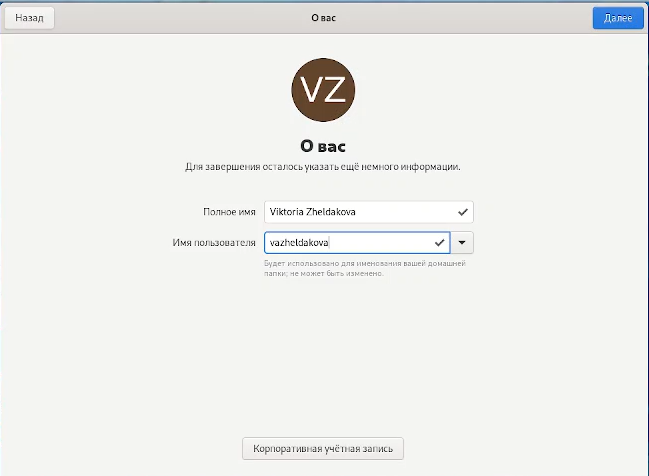 Назад
О вас
Далее
VZ
О вас
Для завершения осталось указать ещё немного информации.
Полное имя
Viktoria Zheldakova
Имя пользователя
vazheldakova
Будет использовано для именования вашей домашней
папки; не может быть изменено.
Корпоративная учётная запись